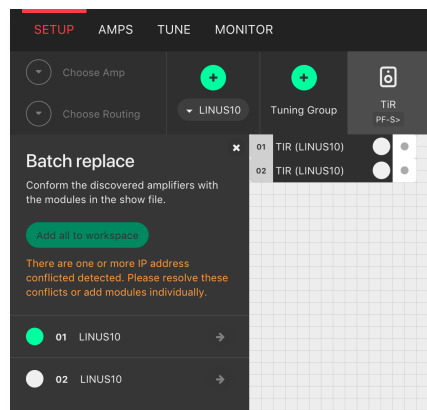 SETUP AMPS TUNE MONITOR
Choose Amp
Choose Routing
LINUS10
Tuning Group
TiR
PF-S>
Batch replace
Conform the discovered amplifiers with
the modules in the show file.
Add all to workspace
There are one or more IP address
conflicted detected. Please resolve these
conflicts or add modules individually.
01 LINUS10
02 LINUS10
01 TIR (LINUS10)
02 TIR (LINUS10)